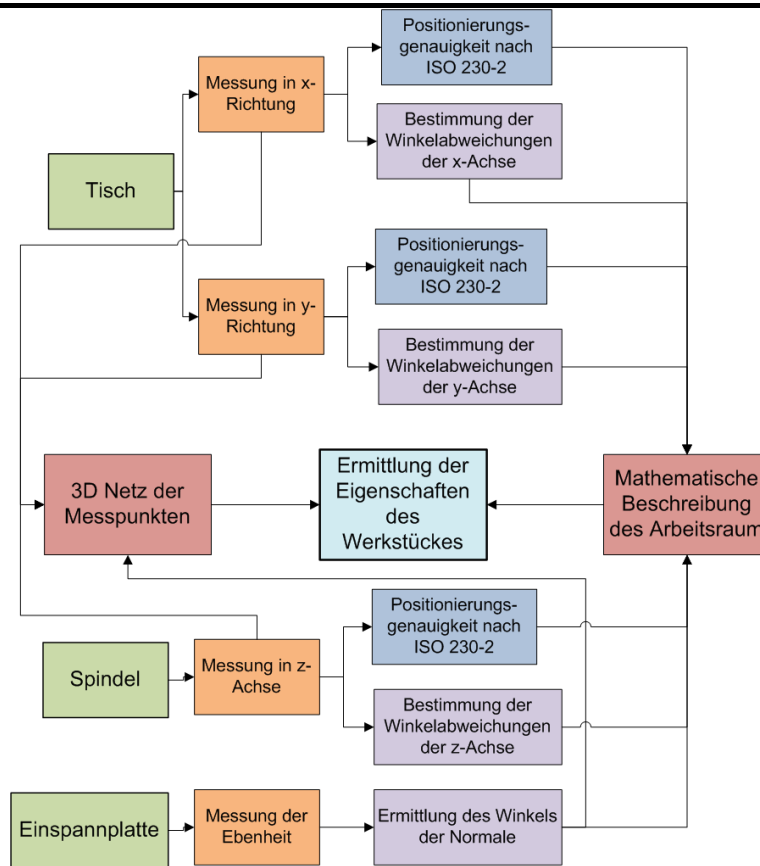 Positionierungs-
genauigkeit nach
ISO 230-2
Messung in x-
Richtung
Bestimmung der
Winkelabweichungen
der x-Achse
Tisch
Positionierungs-
genauigkeit nach
ISO 230-2
Messung in y-
Richtung
Bestimmung der
Winkelabweichungen
der y-Achse
3D Netz der
Messpunkten
Ermittlung der
Eigenschaften
des
Werkstückes
Mathematische
Beschreibung
des Arbeitsraum
Positionierungs-
genauigkeit nach
ISO 230-2
Spindel
Messung in z-
Achse
Bestimmung der
Winkelabweichungen
der z-Achse
Einspannplatte
Messung der
Ebenheit
Ermittlung des Winkels
der Normale